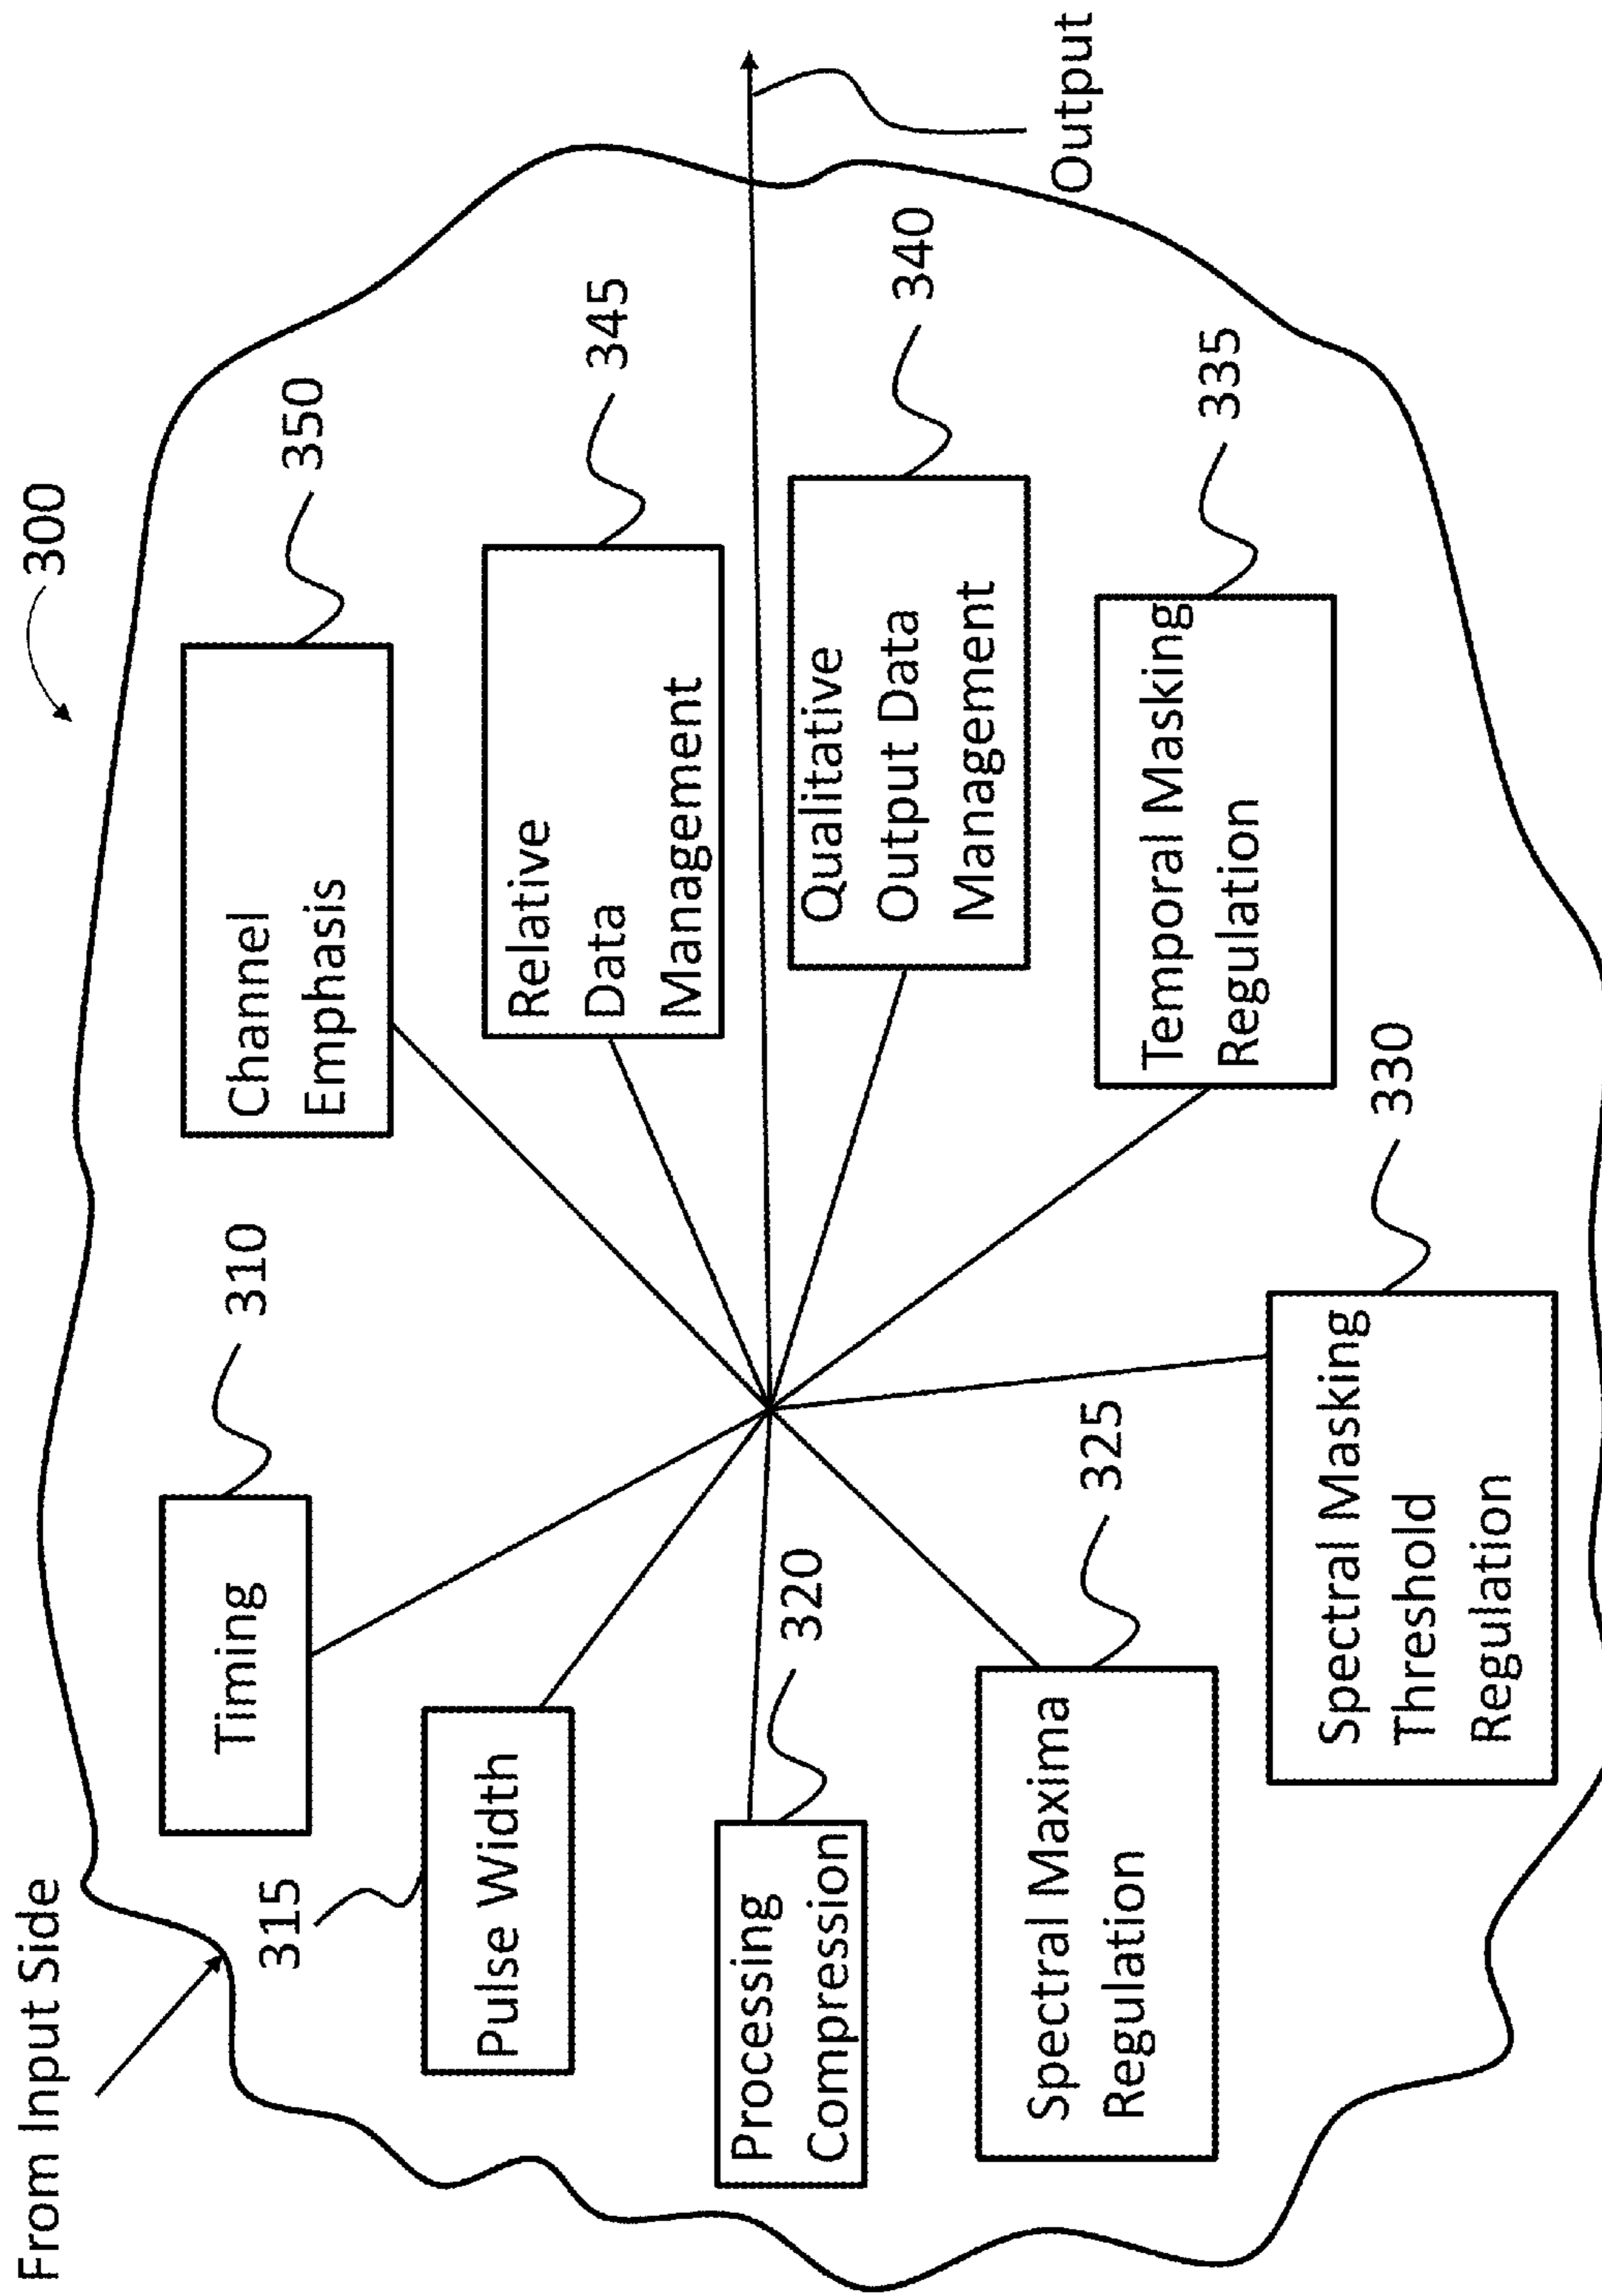 From Input Side
300
Timing
310
Channel
Emphasis
350
315
Pulse Width
Relative
Data
Management
345
Processing
Compression
320
Qualitative
Output Data
Management
340
Output
Spectral Maxima
Regulation
325
Temporal Masking
Regulation
335
Spectral Masking
Threshold
Regulation
330